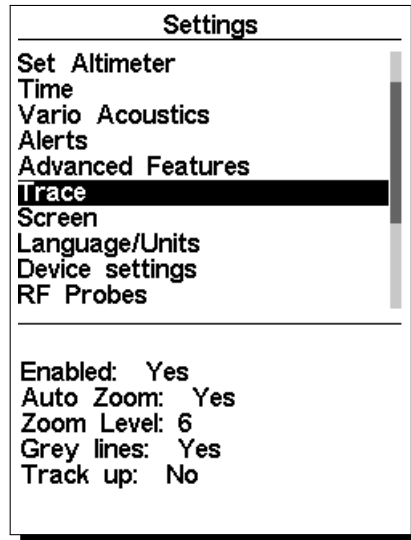 Settings
Set Altimeter
Time
Vario Acoustics
Alerts
Advanced Features
Trace
Screen
Language/Units
Device settings
RF Probes
Enabled: Yes
Auto Zoom: Yes
Zoom Level: 6
Grey lines: Yes
Track up: No